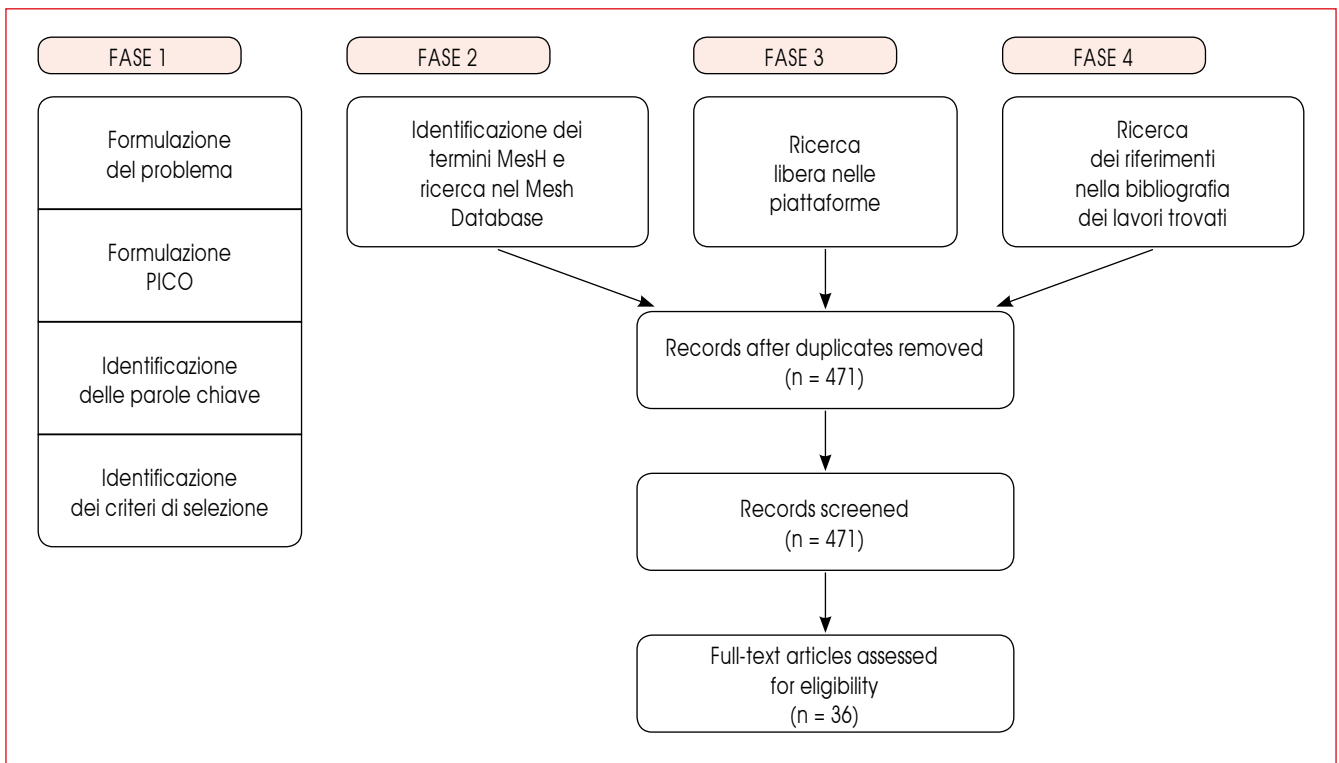 FASE 1
Formulazione
del problema
Formulazione
PICO
Identificazione
delle parole chiave
Identificazione
dei criteri di selezione
FASE 2
Identificazione dei
termini MesH e
ricerca nel Mesh
Database
FASE 3
Ricerca
libera nelle
piattaforme
FASE 4
Ricerca
dei riferimenti
nella bibliografia
dei lavori trovati
Records after duplicates removed
(n = 471)
Records screened
(n = 471)
Full-text articles assessed
for eligibility
(n = 36)